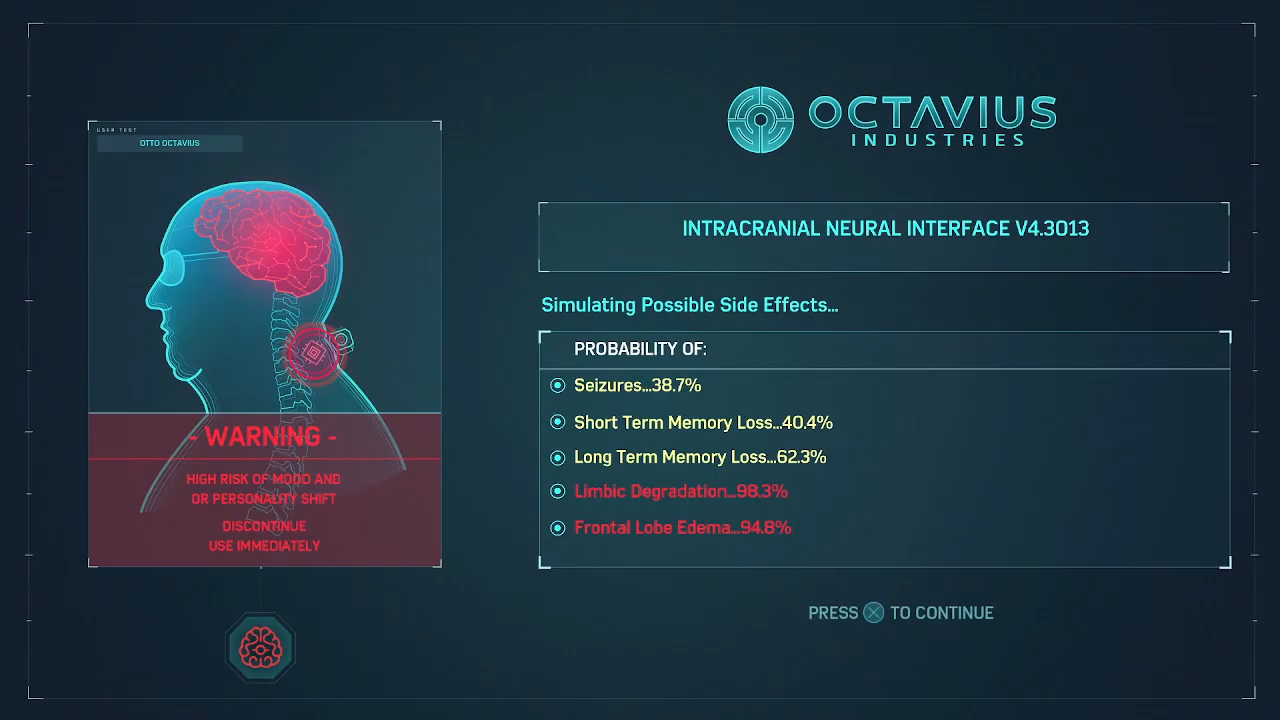 USER TEST
OTTO OCTAVIUS
- WARNING -
HIGH RISK OF MOOD AND
OR PERSONALITY SHIFT
DISCONTINUE
USE IMMEDIATELY
OCTAVIUS
INDUSTRIES
INTRACRANIAL NEURAL INTERFACE V4.3013
Simulating Possible Side Effects...
PROBABILITY OF:
Seizures...38.7%
Short Term Memory Loss...40.4%
Long Term Memory Loss...62.3%
Limbic Degradation...98.3%
Frontal Lobe Edema...94.8%
PRESS TO CONTINUE